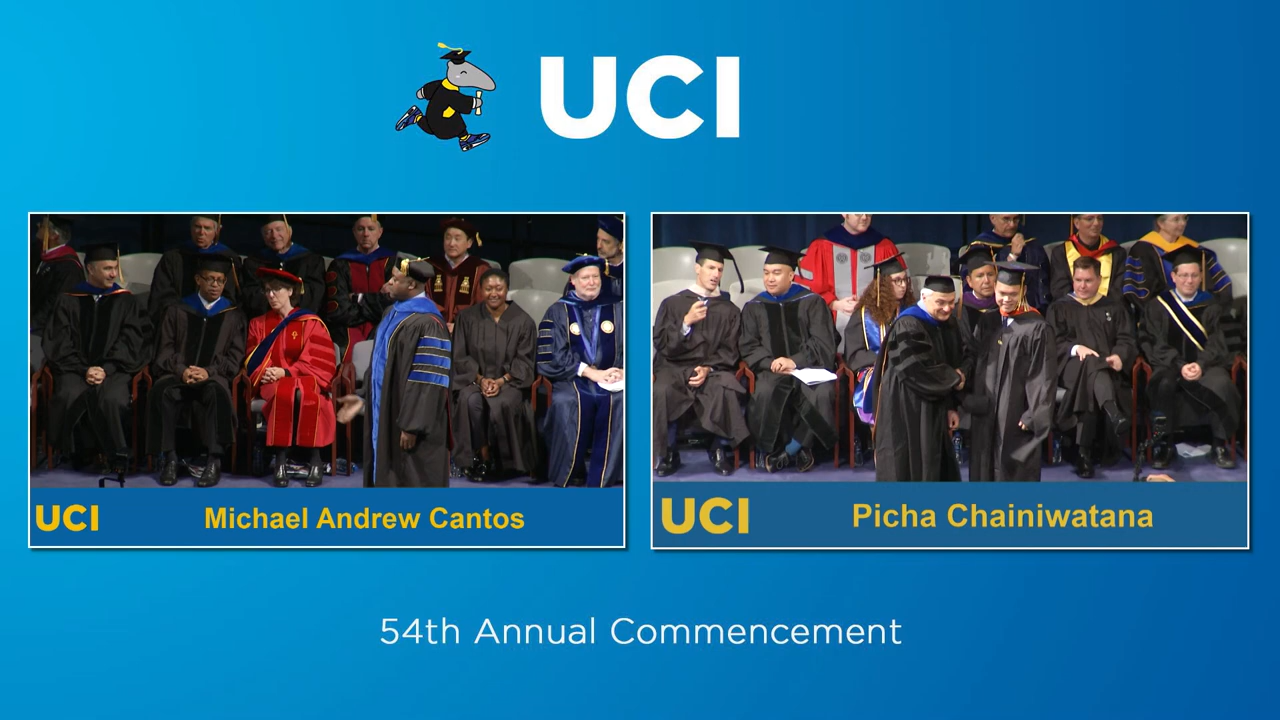 UCI
UCI
Michael Andrew Cantos
UCI
Picha Chainiwatana
54th Annual Commencement